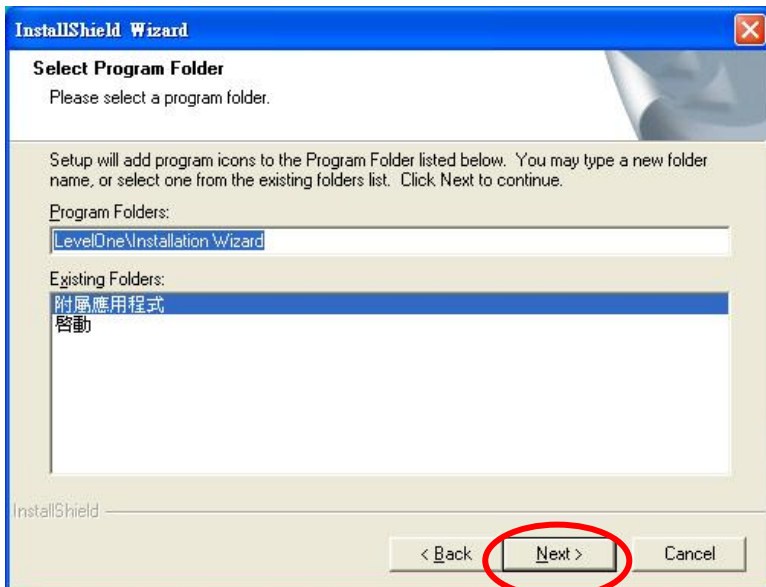 InstallShield Wizard
Select Program Folder
Please select a program folder.
Setup will add program icons to the Program Folder listed below. You may type a new folder
name, or select one from the existing folders list. Click Next to continue.
Program Folders:
LevelOne\Installation Wizard
Existing Folders:
附屬應用程式
啓動
InstallShield
< Back Next > Cancel